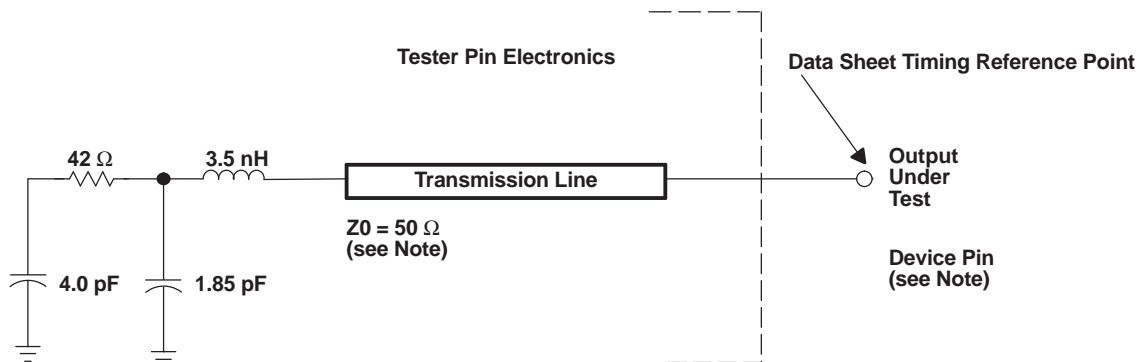 Tester Pin Electronics
Data Sheet Timing Reference Point
42 Ω
3.5 nH
Transmission Line
Output
Under
Test
Z0 = 50 Ω
(see Note)
Device Pin
(see Note)
4.0 pF
1.85 pF